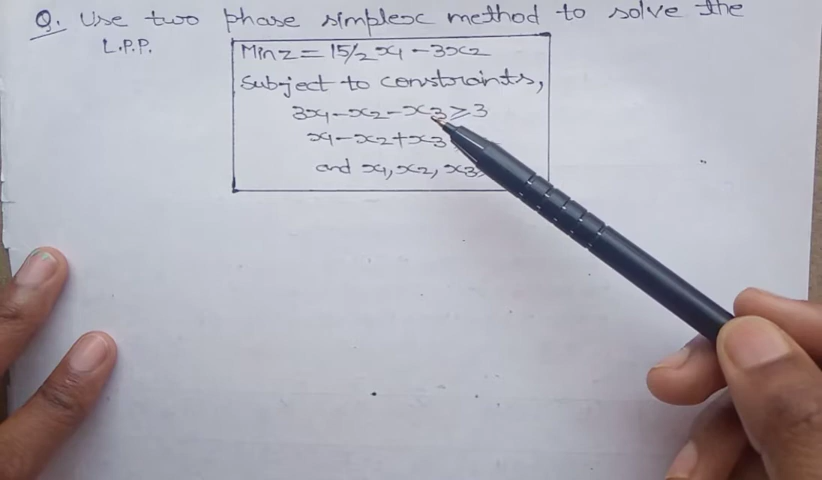 Q. Use two phase simplex method to solve the
L.P.P.
Min z = 15/2 x1 - 3x2
Subject to constraints,
3x1 - x2 - x3 ≥ 3
x1 - x2 + x3
and x1, x2, x3